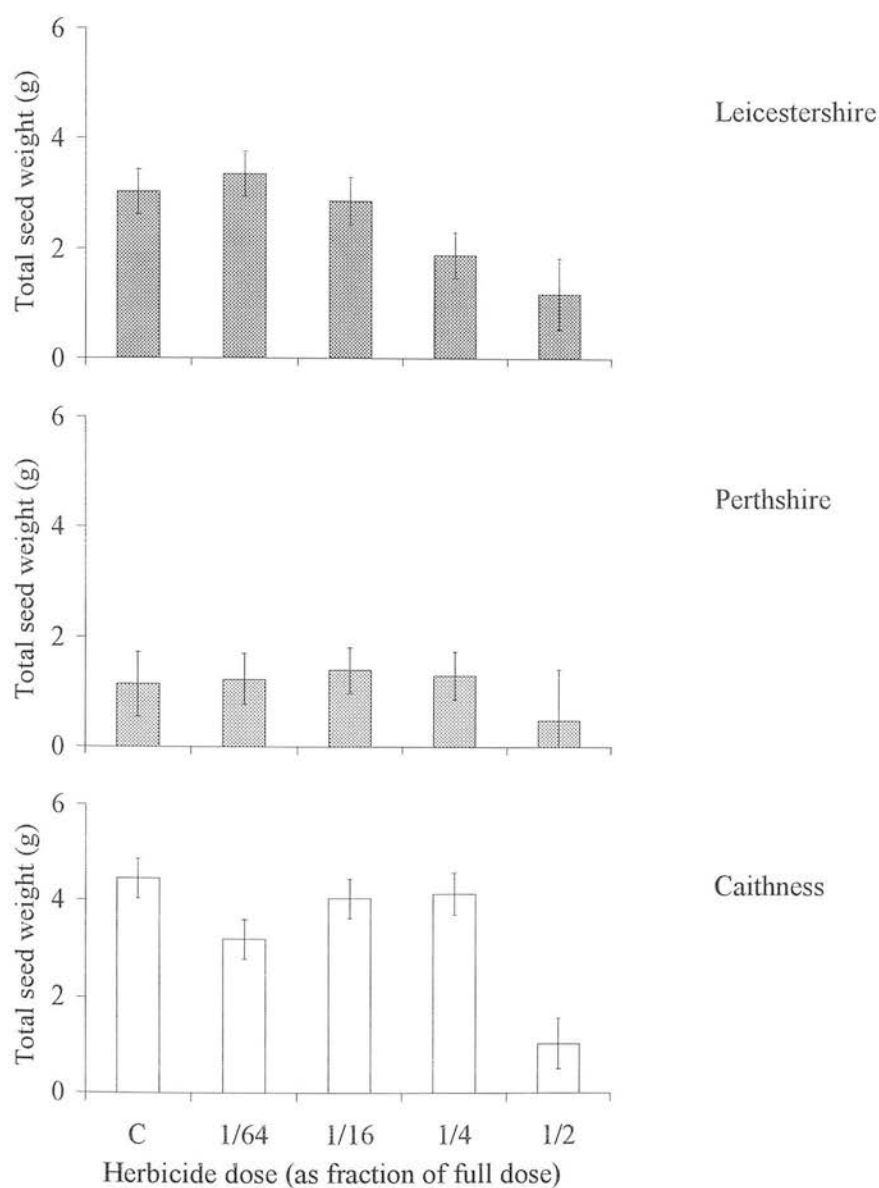 6
4
2
0
Total seed weight (g)
Leicestershire
6
4
2
0
Total seed weight (g)
Perthshire
6
4
2
0
Total seed weight (g)
Caithness
C 1/64 1/16 1/4 1/2
Herbicide dose (as fraction of full dose)